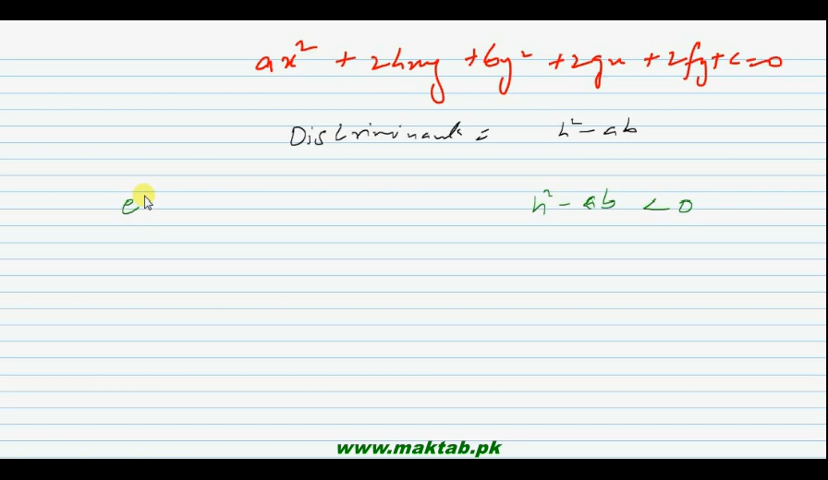 ax² + 2hxy + by² + 2gx + 2fy + c = 0
Discriminant = h² - ab
e h² - ab < 0
www.maktab.pk